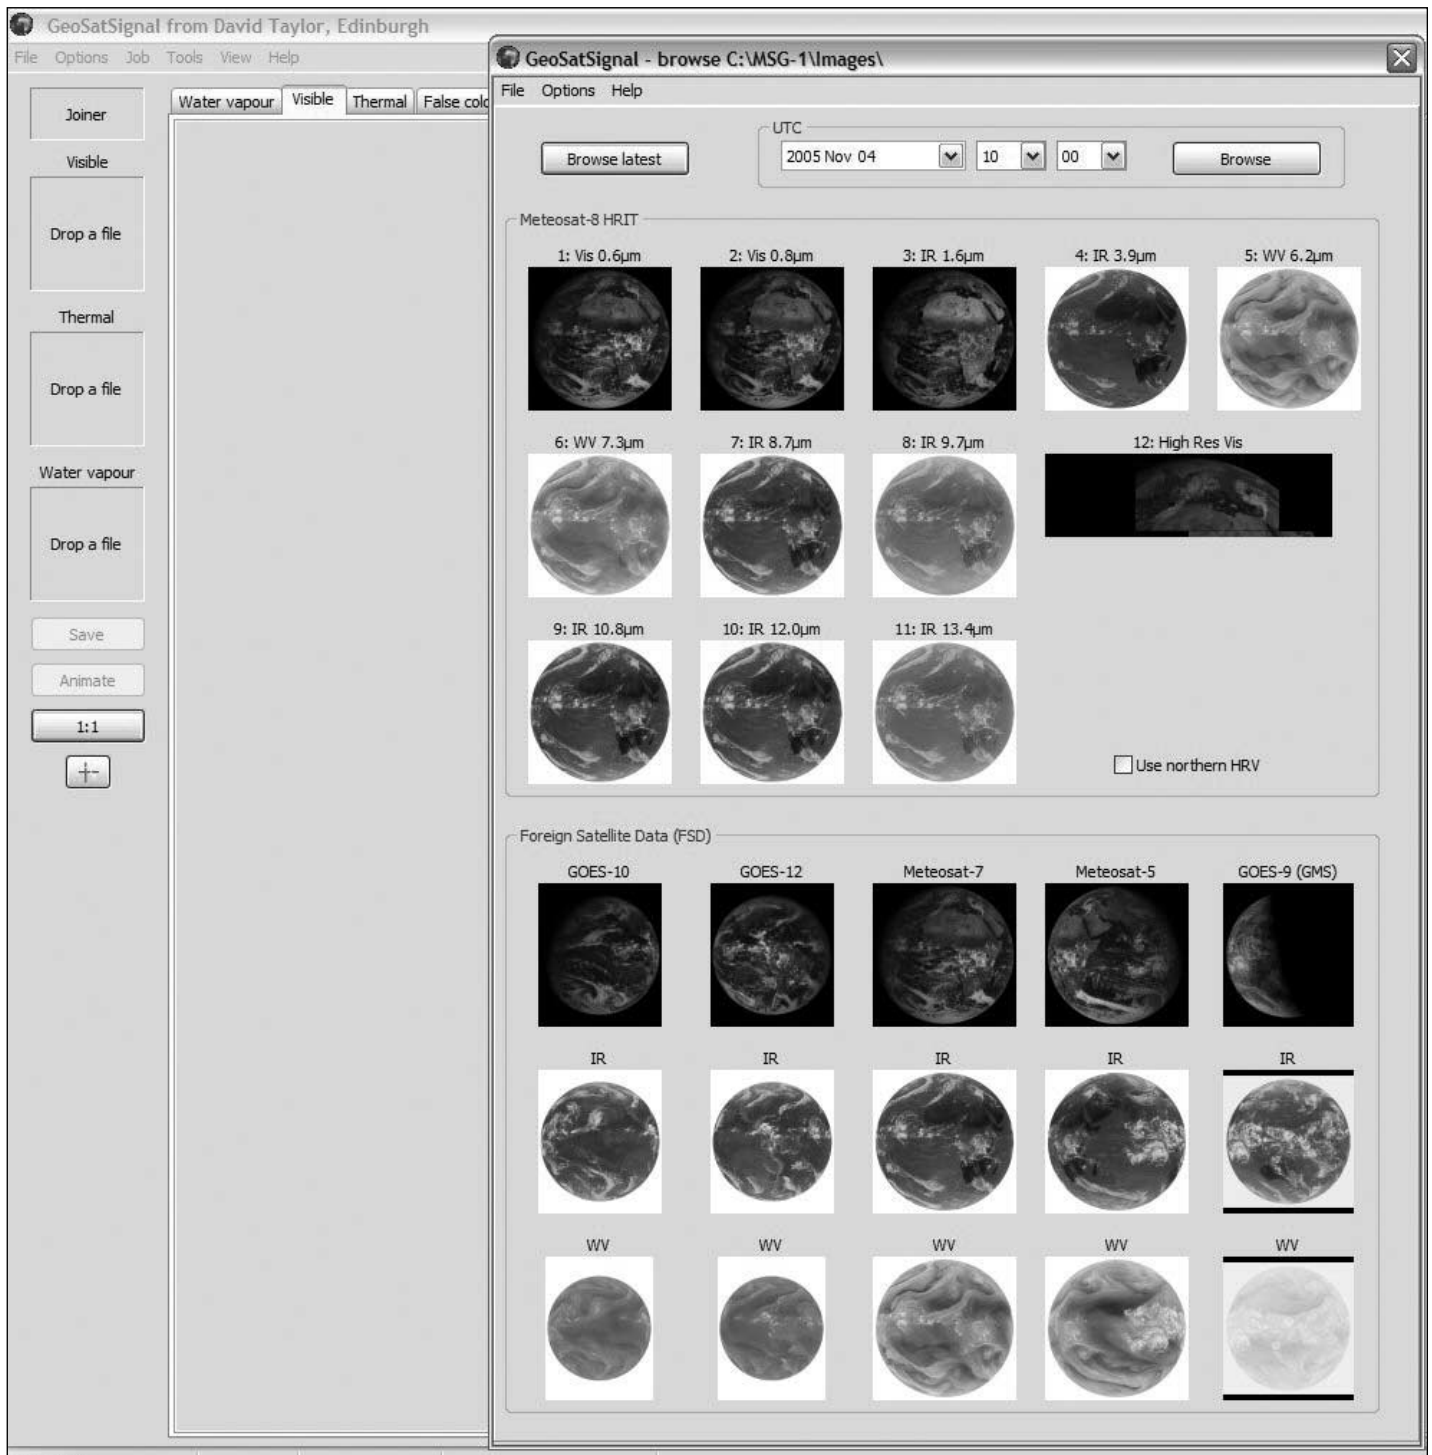 GeoSatSignal from David Taylor, Edinburgh
File Options Job Tools View Help
Joiner
Visible
Drop a file
Thermal
Drop a file
Water vapour
Drop a file
Save
Animate
1:1
+-
Water vapour Visible Thermal False colo
GeoSatSignal - browse C:\MSG-1\Images\
File Options Help
Browse latest
UTC
2005 Nov 04 10 00 Browse
Meteosat-8 HRIT
1: Vis 0.6µm 2: Vis 0.8µm 3: IR 1.6µm 4: IR 3.9µm 5: WV 6.2µm
6: WV 7.3µm 7: IR 8.7µm 8: IR 9.7µm 12: High Res Vis
9: IR 10.8µm 10: IR 12.0µm 11: IR 13.4µm
Use northern HRV
Foreign Satellite Data (FSD)
GOES-10 GOES-12 Meteosat-7 Meteosat-5 GOES-9 (GMS)
IR IR IR IR IR
WV WV WV WV WV